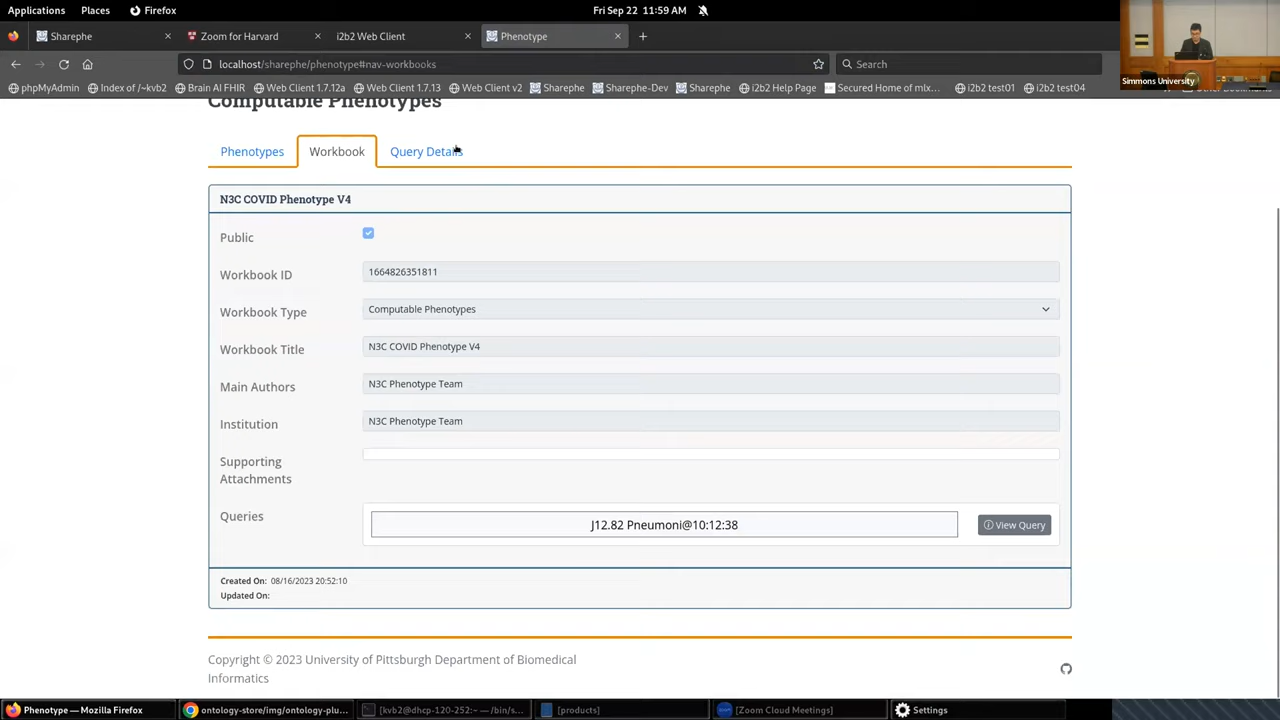 Applications Places Firefox Fri Sep 22 11:59 AM
Sharephe Zoom for Harvard i2b2 Web Client Phenotype
localhost/sharephe/phenotype#nav-workbooks Search
phpMyAdmin Index of /~kvb2 Brain AI FHIR Web Client 1.7.12a Web Client 1.7.13 Web Client v2 Sharephe Sharephe-Dev Sharephe i2b2 Help Page Secured Home of mlx... i2b2 test01 i2b2 test04
Simmons University
Computable Phenotypes
Phenotypes Workbook Query Details
N3C COVID Phenotype V4
Public
Workbook ID 1664826351811
Workbook Type Computable Phenotypes
Workbook Title N3C COVID Phenotype V4
Main Authors N3C Phenotype Team
Institution N3C Phenotype Team
Supporting
Attachments
Queries J12.82 Pneumoni@10:12:38 View Query
Created On: 08/16/2023 20:52:10
Updated On:
Copyright © 2023 University of Pittsburgh Department of Biomedical
Informatics
Phenotype — Mozilla Firefox ontology-store/img/ontology-plu... [kvb2@dhcp-120-252:~ — /bin/s... [products] [Zoom Cloud Meetings] Settings